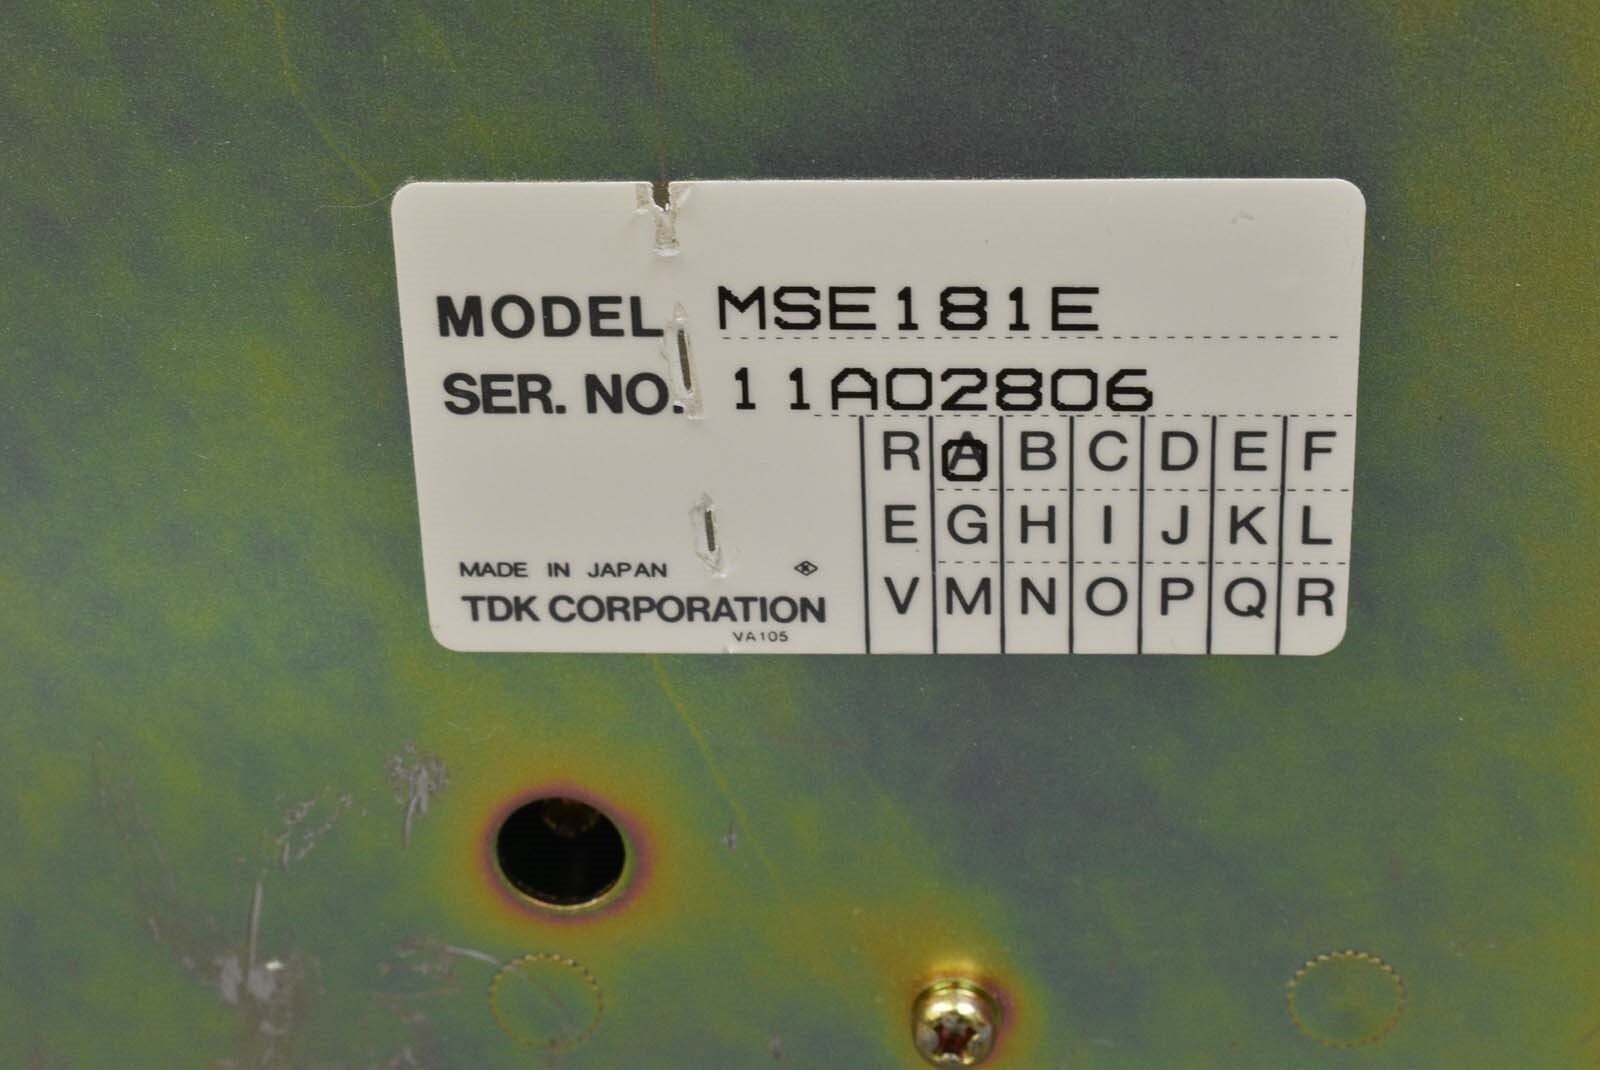 MODEL MSE181E
SER. NO. 11A02806
R A B C D E F
E G H I J K L
V M N O P Q R
MADE IN JAPAN
TDK CORPORATION
VA105